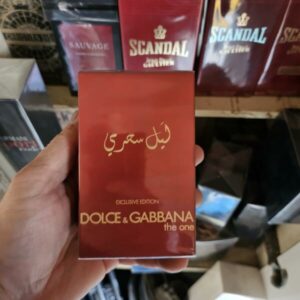 SAUVAGE
SCANDAL
SCANDAL
ليل سحري
EXCLUSIVE EDITION
DOLCE & GABBANA
the one